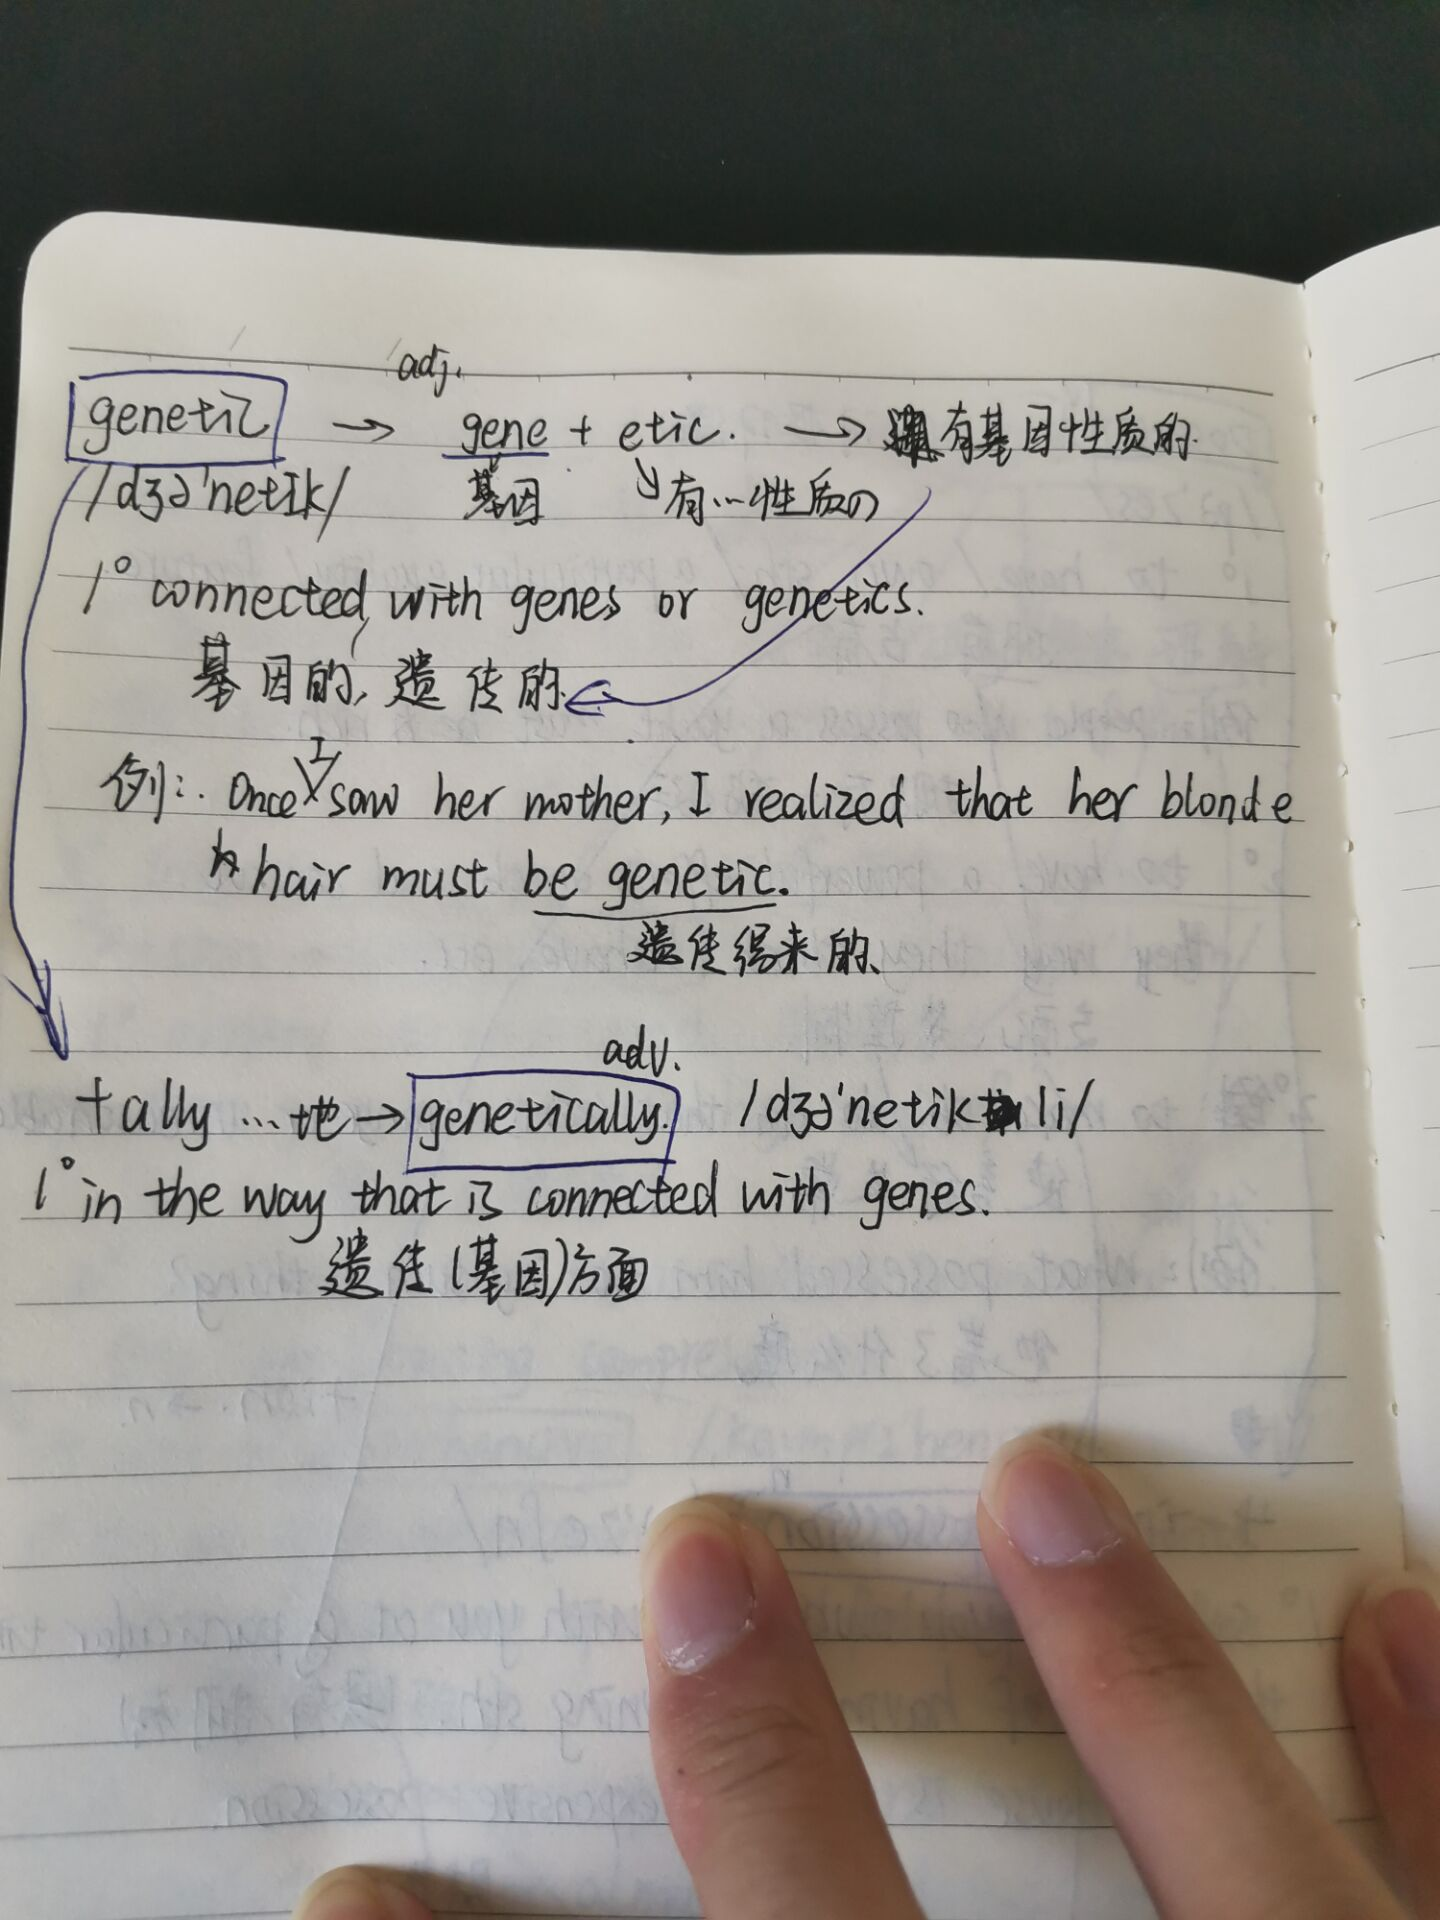 adj.
genetic → gene + etic. → 有基因性质的.
/dʒə'netɪk/ 基因 有…性质の
1° connected with genes or genetics.
基因的, 遗传的.
例:. Once I saw her mother, I realized that her blonde
hair must be genetic.
遗传得来的.
adv.
+ ally …地 → genetically. /dʒə'netikli/
1° in the way that is connected with genes.
遗传(基因)方面